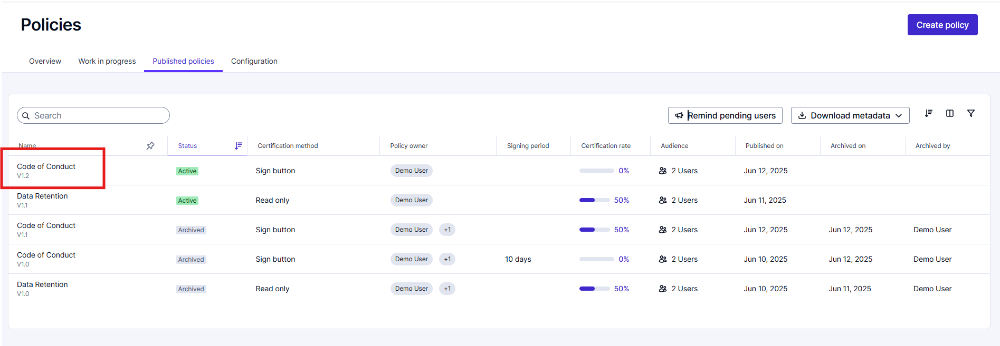 Policies
Create policy
Overview Work in progress Published policies Configuration
Search Remind pending users Download metadata
Name Status Certification method Policy owner Signing period Certification rate Audience Published on Archived on Archived by
Code of Conduct
V1.2
Active Sign button Demo User 0% 2 Users Jun 12, 2025
Data Retention
V1.1
Active Read only Demo User 50% 2 Users Jun 11, 2025
Code of Conduct
V1.1
Archived Sign button Demo User +1 50% 2 Users Jun 12, 2025 Jun 12, 2025 Demo User
Code of Conduct
V1.0
Archived Sign button Demo User +1 10 days 0% 2 Users Jun 10, 2025 Jun 12, 2025 Demo User
Data Retention
V1.0
Archived Read only Demo User +1 50% 2 Users Jun 10, 2025 Jun 11, 2025 Demo User